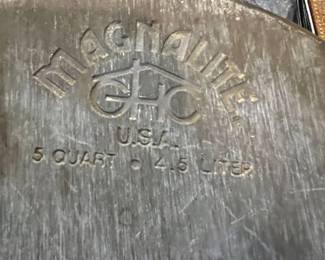 MAGNALITE
GHC
U.S.A.
5 QUART • 4.5 LITER